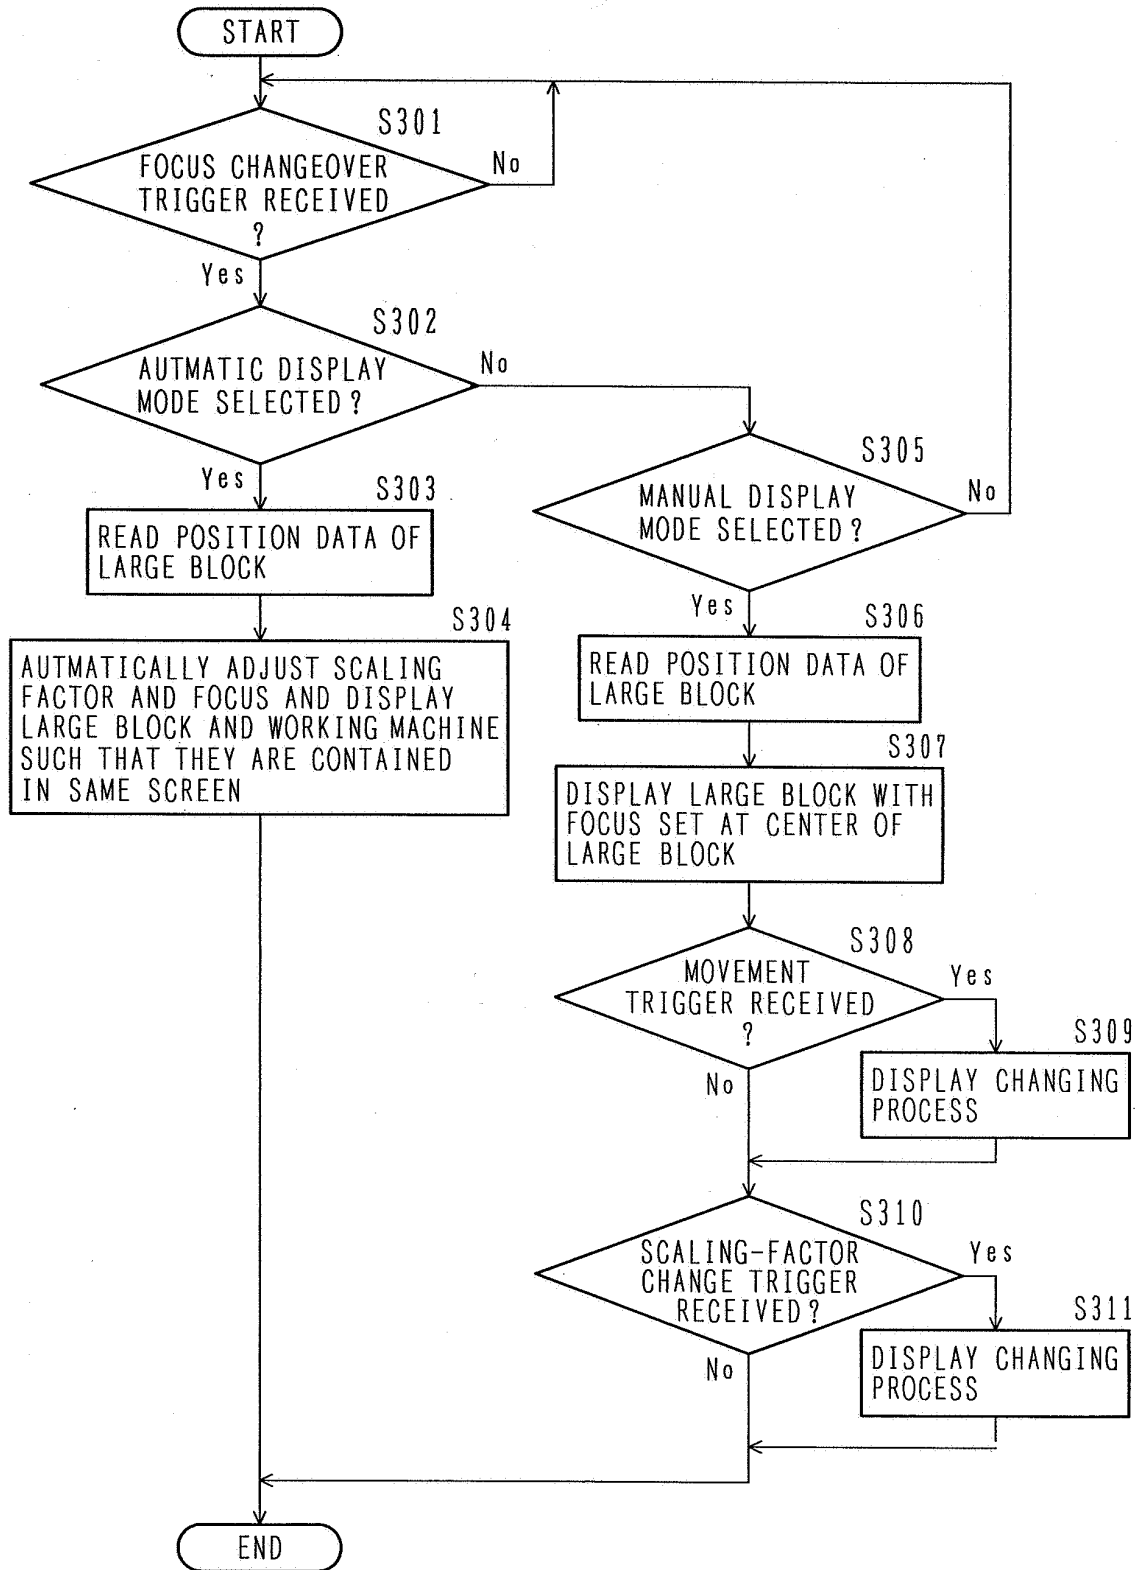 START
S301
FOCUS CHANGEOVER
TRIGGER RECEIVED
?
No
Yes
S302
AUTMATIC DISPLAY
MODE SELECTED?
No
Yes
S303
READ POSITION DATA OF
LARGE BLOCK
S304
AUTMATICALLY ADJUST SCALING
FACTOR AND FOCUS AND DISPLAY
LARGE BLOCK AND WORKING MACHINE
SUCH THAT THEY ARE CONTAINED
IN SAME SCREEN
S305
MANUAL DISPLAY
MODE SELECTED?
No
Yes
S306
READ POSITION DATA OF
LARGE BLOCK
S307
DISPLAY LARGE BLOCK WITH
FOCUS SET AT CENTER OF
LARGE BLOCK
S308
MOVEMENT
TRIGGER RECEIVED
?
Yes
No
S309
DISPLAY CHANGING
PROCESS
S310
SCALING-FACTOR
CHANGE TRIGGER
RECEIVED?
Yes
No
S311
DISPLAY CHANGING
PROCESS
END